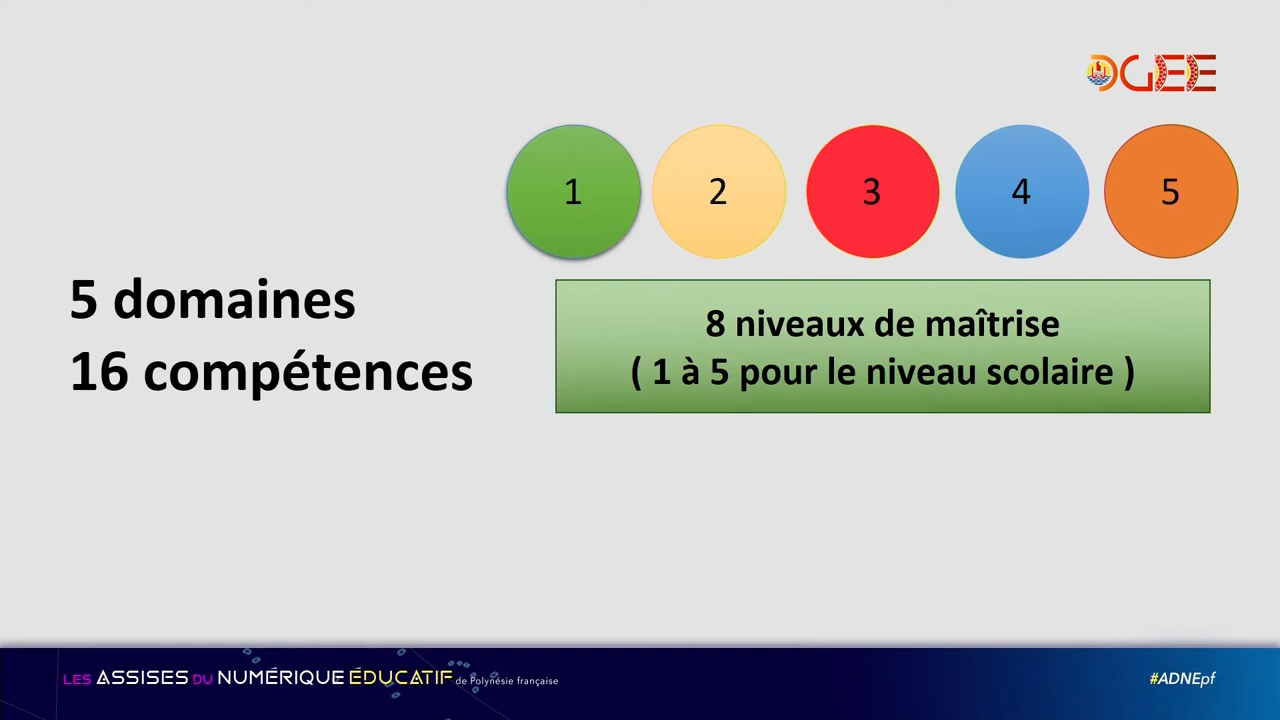 DGEE
1
2
3
4
5
5 domaines
16 compétences
8 niveaux de maîtrise
( 1 à 5 pour le niveau scolaire )
LES ASSISES DU NUMÉRIQUE ÉDUCATIF de Polynésie française
#ADNEpf